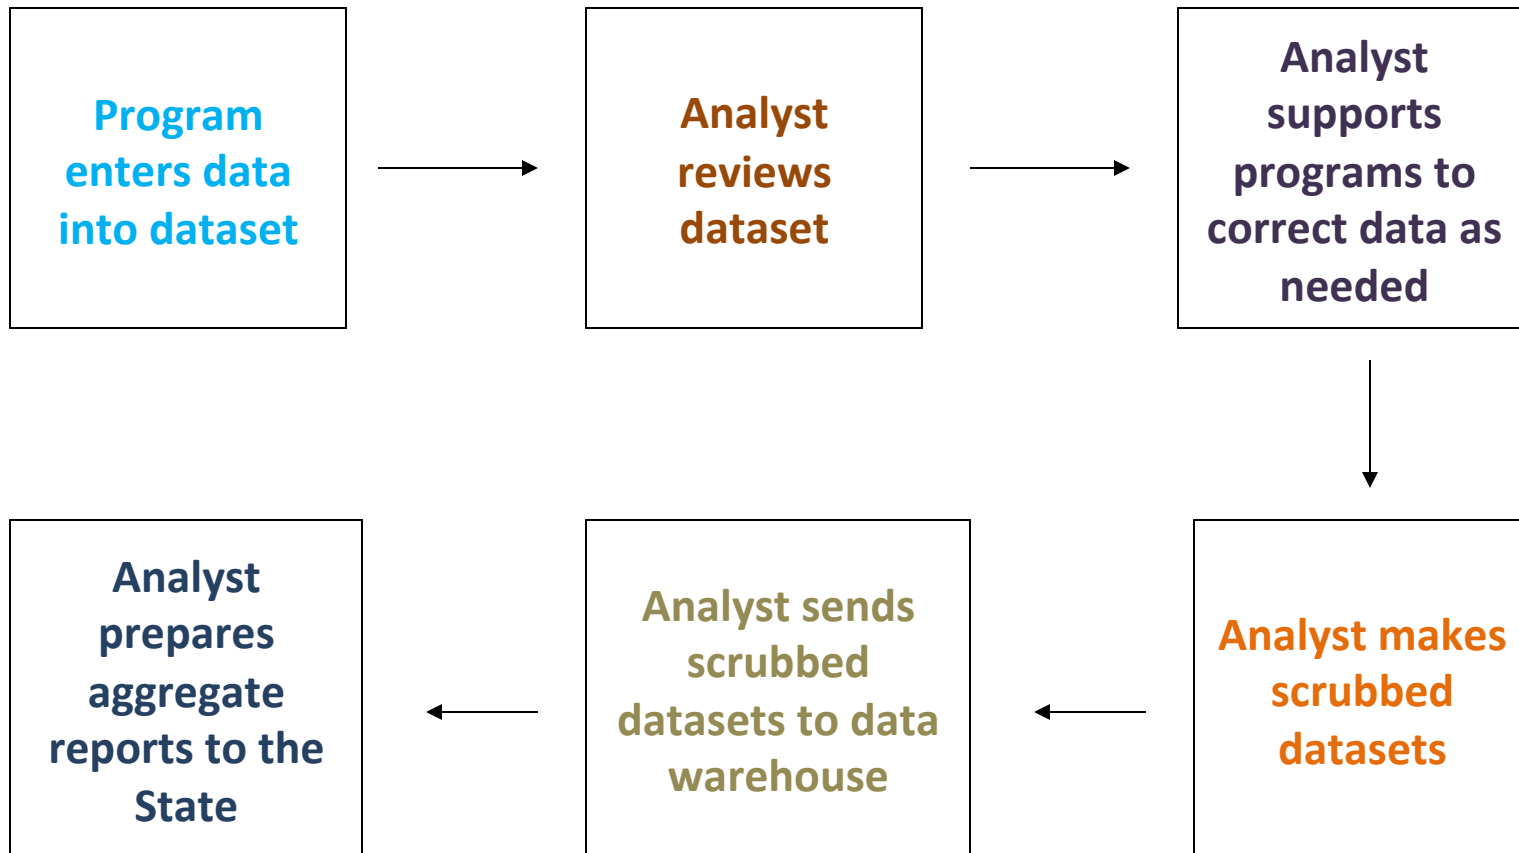 Program
enters data
into dataset
Analyst
reviews
dataset
Analyst
supports
programs to
correct data as
needed
Analyst makes
scrubbed
datasets
Analyst sends
scrubbed
datasets to data
warehouse
Analyst
prepares
aggregate
reports to the
State